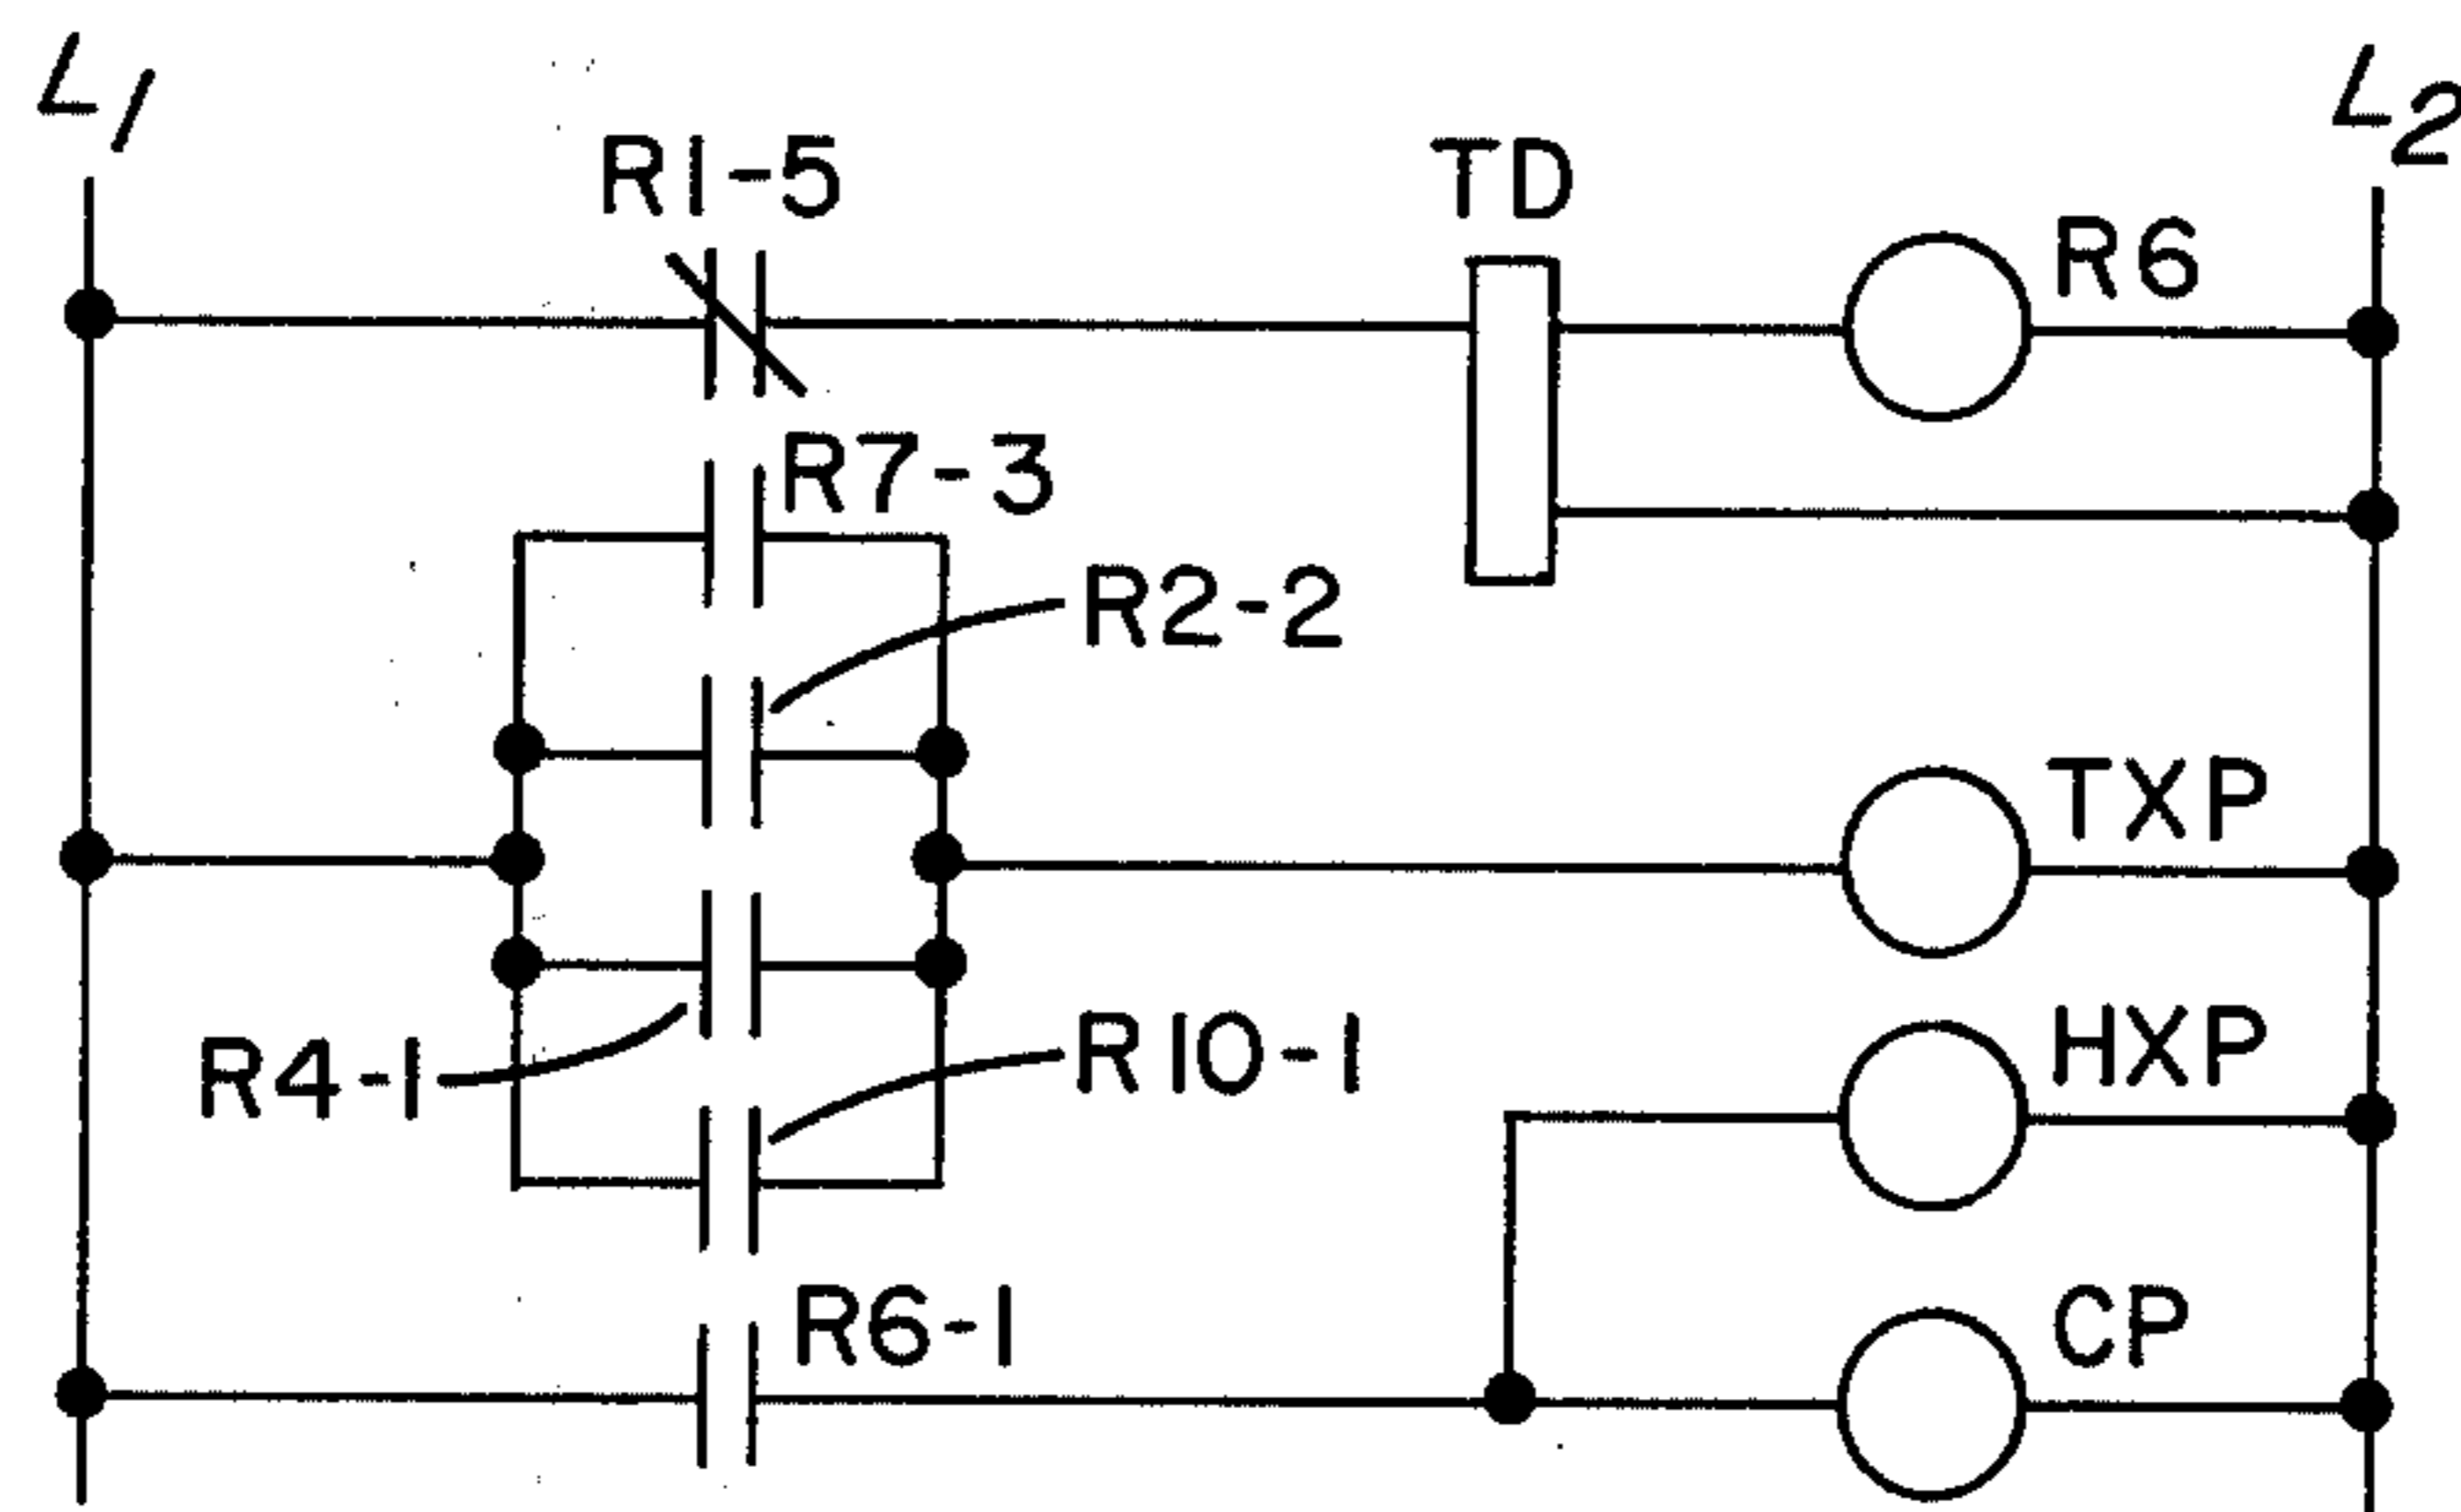 L1
L2
R1-5
TD
R6
R7-3
R2-2
TXP
R4-1
R10-1
HXP
R6-1
CP